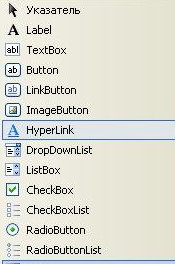 Указатель
Label
TextBox
Button
LinkButton
ImageButton
HyperLink
DropDownList
ListBox
CheckBox
CheckBoxList
RadioButton
RadioButtonList